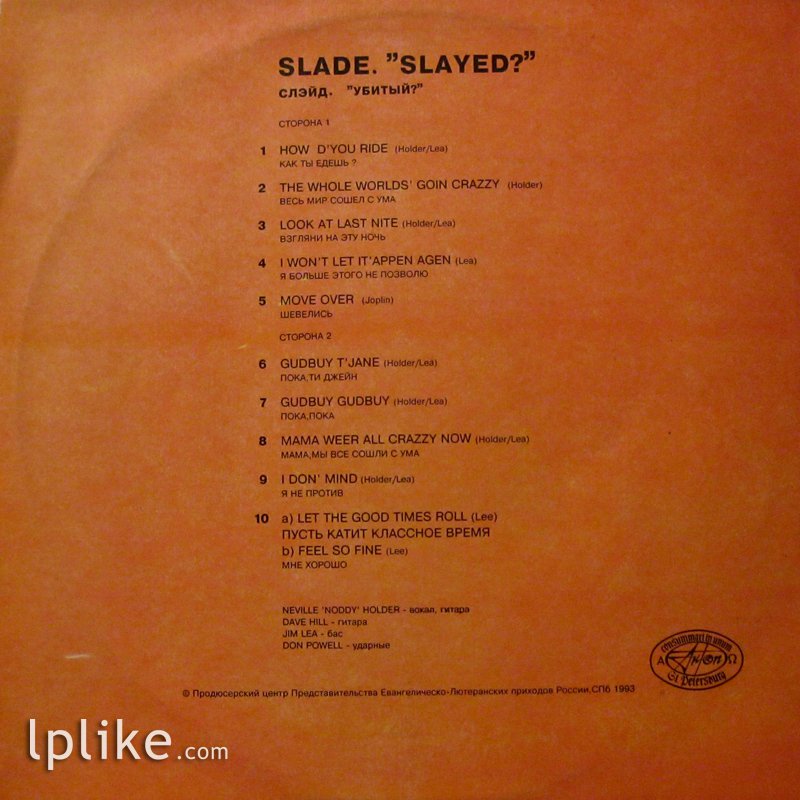 SLADE. "SLAYED?"
СЛЭЙД. "УБИТЫЙ?"
СТОРОНА 1
1 HOW D'YOU RIDE (Holder/Lea)
КАК ТЫ ЕДЕШЬ ?
2 THE WHOLE WORLDS' GOIN CRAZZY (Holder)
ВЕСЬ МИР СОШЕЛ С УМА
3 LOOK AT LAST NITE (Holder/Lea)
ВЗГЛЯНИ НА ЭТУ НОЧЬ
4 I WON'T LET IT'APPEN AGEN (Lea)
Я БОЛЬШЕ ЭТОГО НЕ ПОЗВОЛЮ
5 MOVE OVER (Joplin)
ШЕВЕЛИСЬ
СТОРОНА 2
6 GUDBUY T'JANE (Holder/Lea)
ПОКА,ТИ ДЖЕЙН
7 GUDBUY GUDBUY (Holder/Lea)
ПОКА,ПОКА
8 MAMA WEER ALL CRAZZY NOW (Holder/Lea)
МАМА,МЫ ВСЕ СОШЛИ С УМА
9 I DON' MIND (Holder/Lea)
Я НЕ ПРОТИВ
10 a) LET THE GOOD TIMES ROLL (Lee)
ПУСТЬ КАТИТ КЛАССНОЕ ВРЕМЯ
b) FEEL SO FINE (Lee)
МНЕ ХОРОШО
NEVILLE 'NODDY' HOLDER - вокал, гитара
DAVE HILL - гитара
JIM LEA - бас
DON POWELL - ударные
consummaci in unum
Α АнОп Ω
St. Petersburg
© Продюсерский центр Представительства Евангелическо-Лютеранских приходов России,СПб 1993
lplike.com